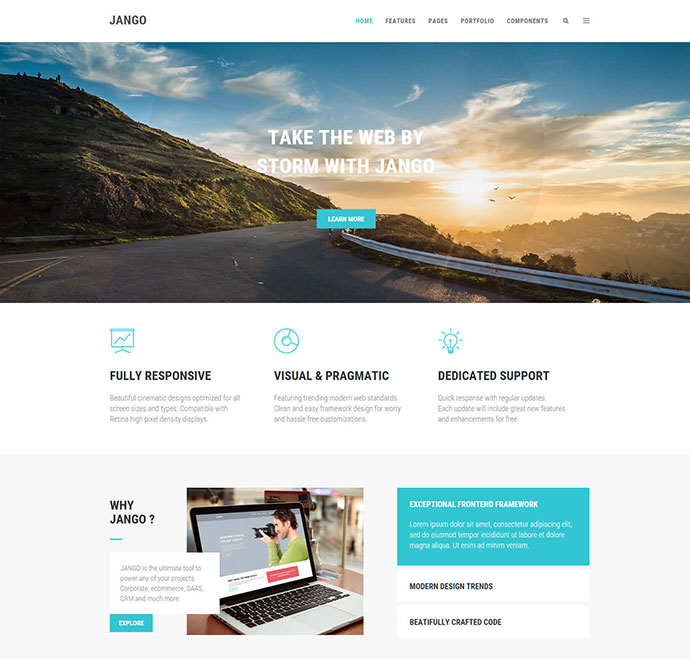 JANGO
HOME FEATURES PAGES PORTFOLIO COMPONENTS
TAKE THE WEB BY
STORM WITH JANGO
LEARN MORE
FULLY RESPONSIVE
Beautiful cinematic designs optimized for all
screen sizes and types. Compatible with
Retina high pixel density displays.
VISUAL & PRAGMATIC
Featuring trending modern web standards.
Clean and easy framework design for worry
and hassle free customizations.
DEDICATED SUPPORT
Quick response with regular updates.
Each update will include great new features
and enhancements for free.
WHY
JANGO ?
JANGO is the ultimate tool to
power any of your projects.
Corporate, ecommerce, SAAS,
CRM and much more.
EXPLORE
EXCEPTIONAL FRONTEND FRAMEWORK
Lorem ipsum dolor sit amet, consectetur adipiscing elit,
sed do eiusmod tempor incididunt ut labore et dolore
magna aliqua. Ut enim ad minim veniam.
MODERN DESIGN TRENDS
BEATIFULLY CRAFTED CODE